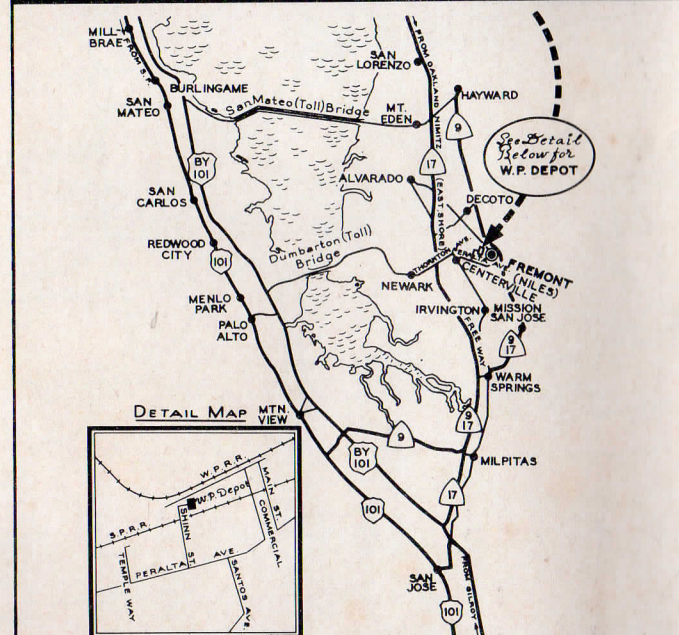 MILL-
BRAE
FROM S.F.
BURLINGAME
SAN
MATEO
San Mateo (Toll) Bridge
SAN
LORENZO
FROM OAKLAND NIMITZ
MT.
EDEN
HAYWARD
9
17
(EAST SHORE)
See Detail
Below for
W.P. DEPOT
BY
101
ALVARADO
DECOTO
SAN
CARLOS
REDWOOD
CITY
101
Dumbarton (Toll)
Bridge
THORNTON AVE.
AVE.
FREMONT
(NILES)
CENTERVILLE
NEWARK
MENLO
PARK
PALO
ALTO
IRVINGTON
MISSION
SAN JOSE
FREEWAY
9
17
WARM
SPRINGS
DETAIL MAP
MTN.
VIEW
9
17
9
BY
101
MILPITAS
17
101
SAN
JOSE
FROM GILROY
101
W.P.R.R.
W.P. Depot
MAIN ST.
COMMERCIAL
S.P.R.R.
SHINN ST.
TEMPLE WAY
PERALTA AVE
SANTOS AVE.